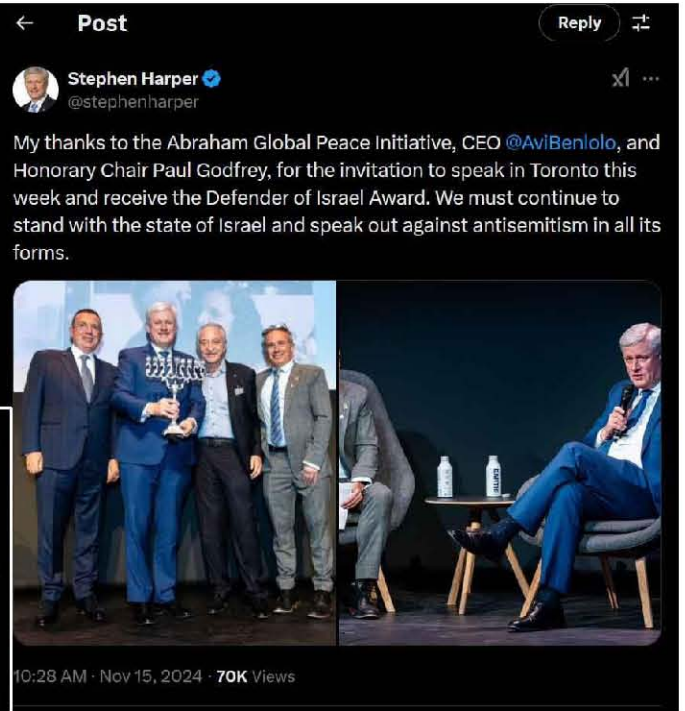 Post
Reply
Stephen Harper
@stephenharper
My thanks to the Abraham Global Peace Initiative, CEO @AviBenlolo, and
Honorary Chair Paul Godfrey, for the invitation to speak in Toronto this
week and receive the Defender of Israel Award. We must continue to
stand with the state of Israel and speak out against antisemitism in all its
forms.
10:28 AM · Nov 15, 2024 · 70K Views